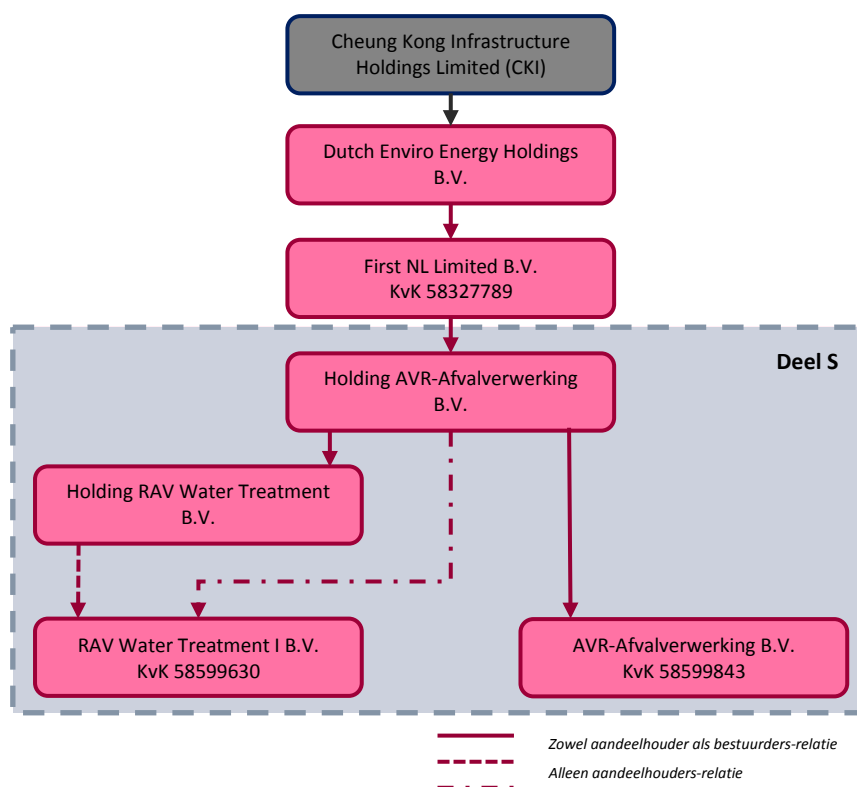 Cheung Kong Infrastructure
Holdings Limited (CKI)
Dutch Enviro Energy Holdings
B.V.
First NL Limited B.V.
KvK 58327789
Deel S
Holding AVR-Afvalverwerking
B.V.
Holding RAV Water Treatment
B.V.
RAV Water Treatment I B.V.
KvK 58599630
AVR-Afvalverwerking B.V.
KvK 58599843
Zowel aandeelhouder als bestuurders-relatie
Alleen aandeelhouders-relatie